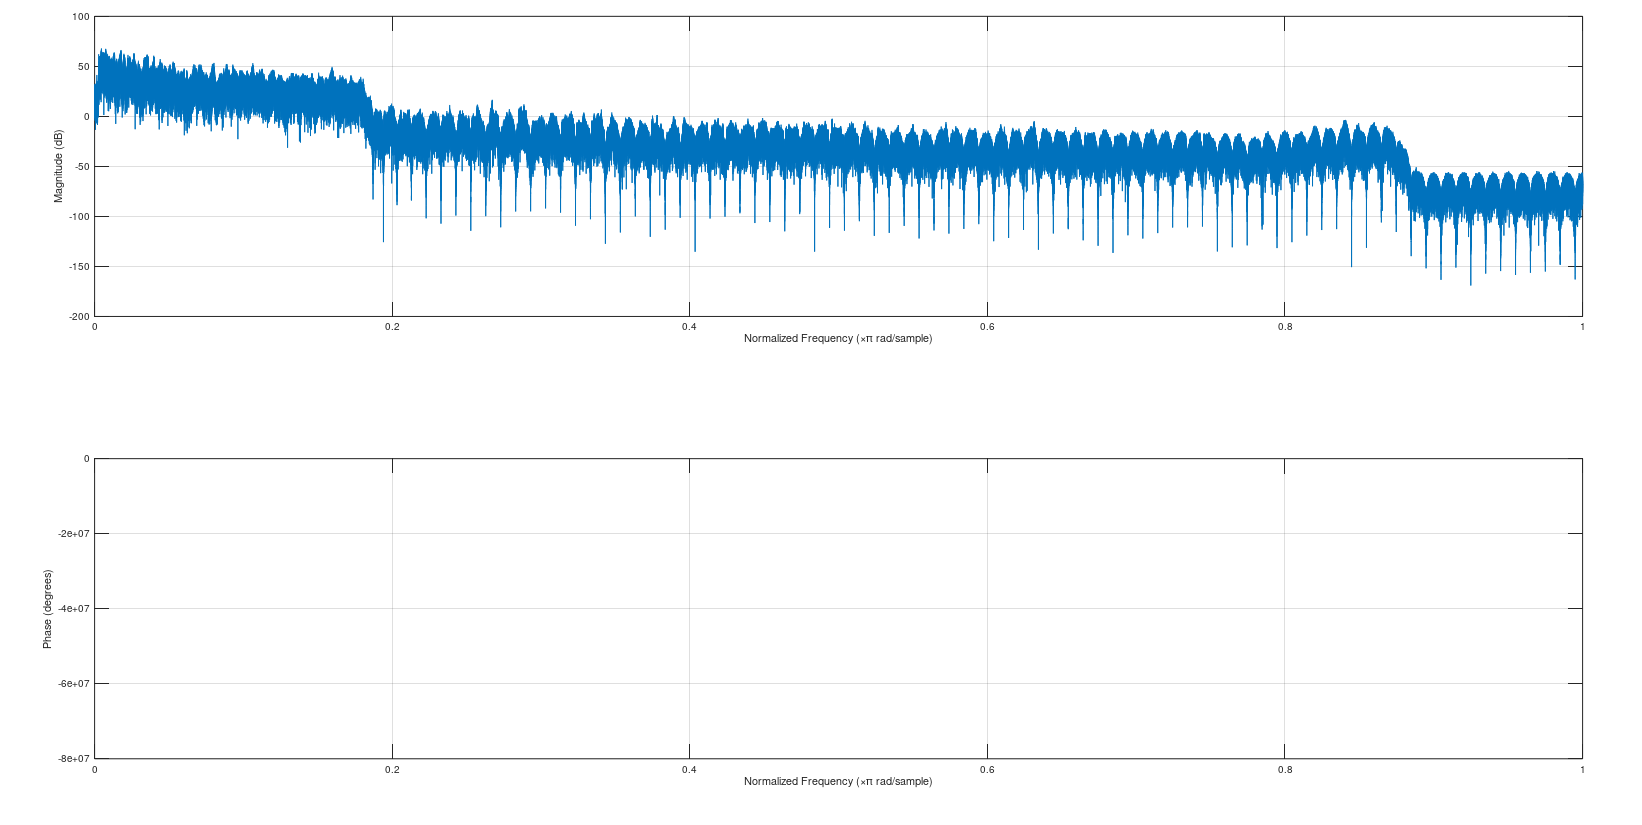 100
50
0
-50
-100
-150
-200
Magnitude (dB)
0 0.2 0.4 0.6 0.8 1
Normalized Frequency (×π rad/sample)
0
-2e+07
-4e+07
-6e+07
-8e+07
Phase (degrees)
0 0.2 0.4 0.6 0.8 1
Normalized Frequency (×π rad/sample)